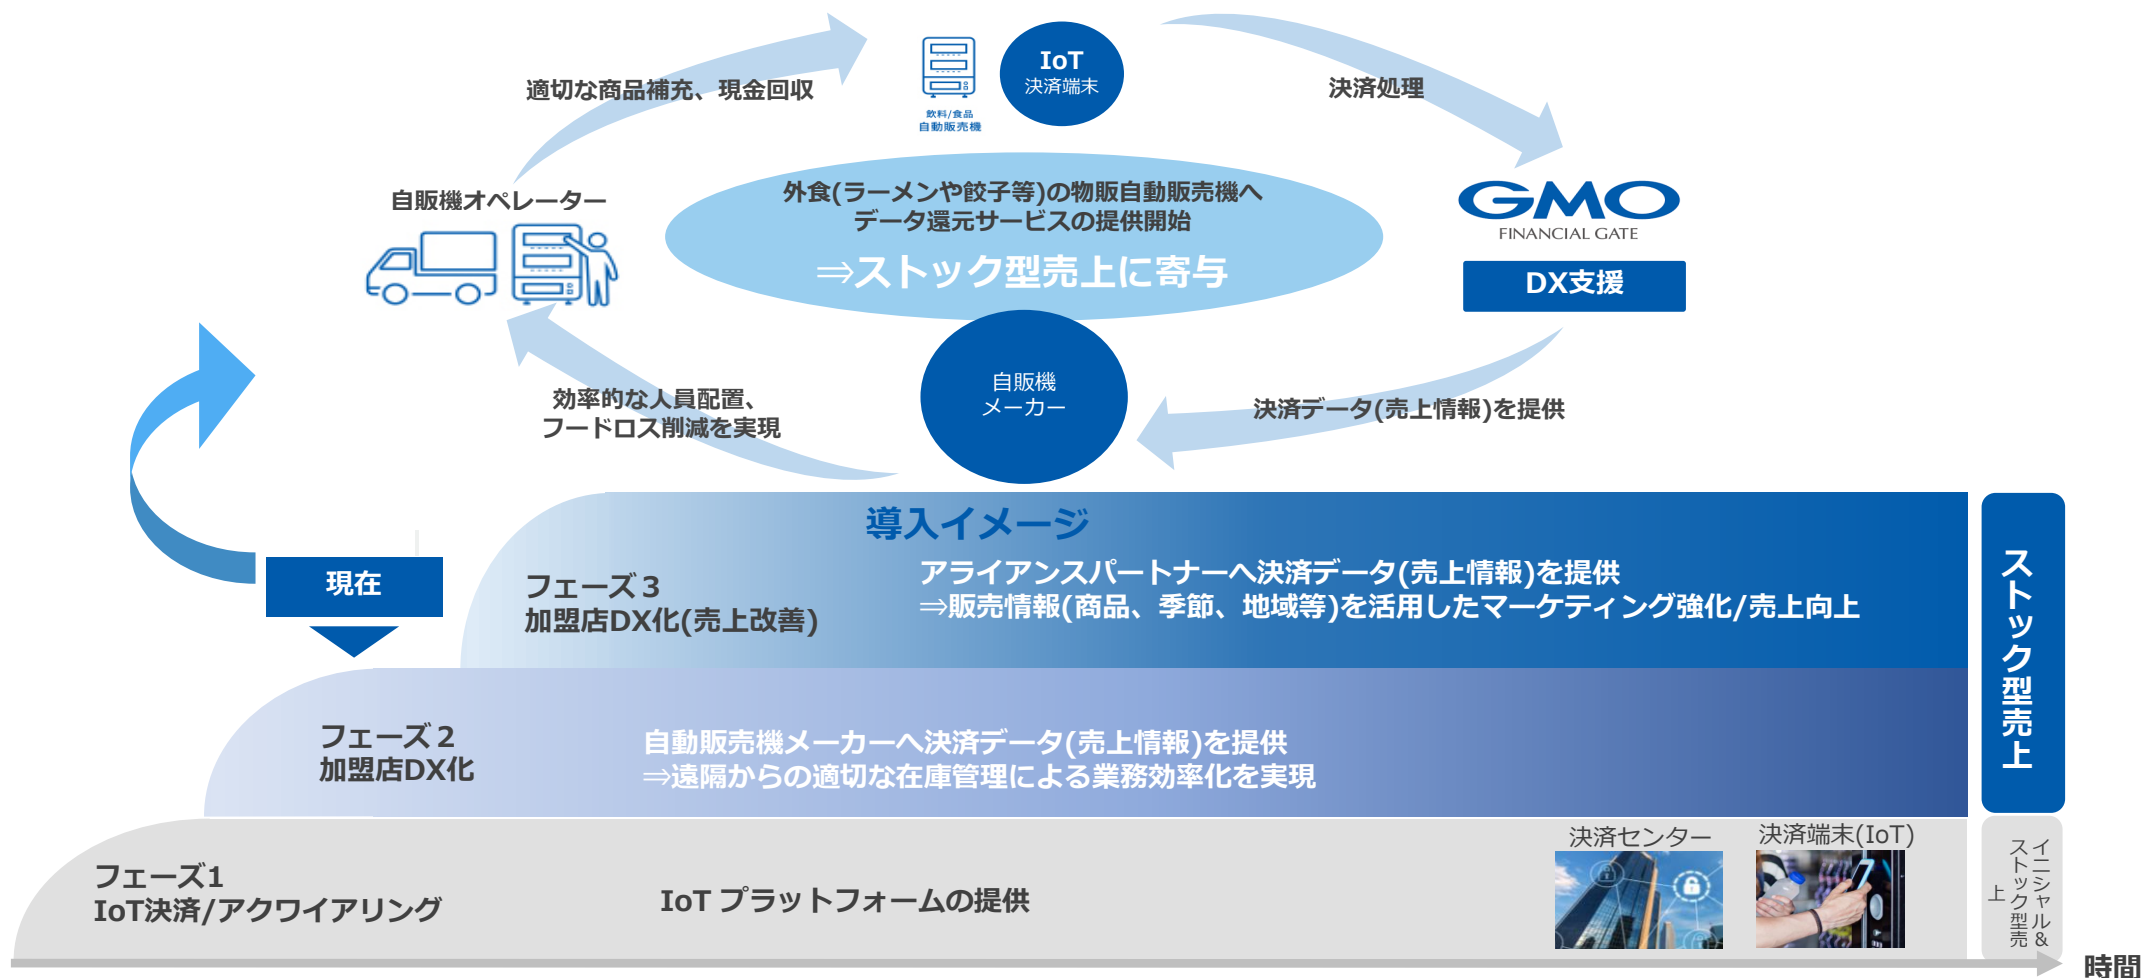 適切な商品補充、現金回収
飲料/食品
自動販売機
IoT
決済端末
決済処理
自販機オペレーター
外食(ラーメンや餃子等)の物販自動販売機へ
データ還元サービスの提供開始
⇒ストック型売上に寄与
GMO
FINANCIAL GATE
DX支援
効率的な人員配置、
フードロス削減を実現
自販機
メーカー
決済データ(売上情報)を提供
導入イメージ
現在
フェーズ３
加盟店DX化(売上改善)
アライアンスパートナーへ決済データ(売上情報)を提供
⇒販売情報(商品、季節、地域等)を活用したマーケティング強化/売上向上
ストック型売上
フェーズ２
加盟店DX化
自動販売機メーカーへ決済データ(売上情報)を提供
⇒遠隔からの適切な在庫管理による業務効率化を実現
フェーズ1
IoT決済/アクワイアリング
IoT プラットフォームの提供
決済センター
決済端末(IoT)
イニシャル&
ストック型売
上
時間